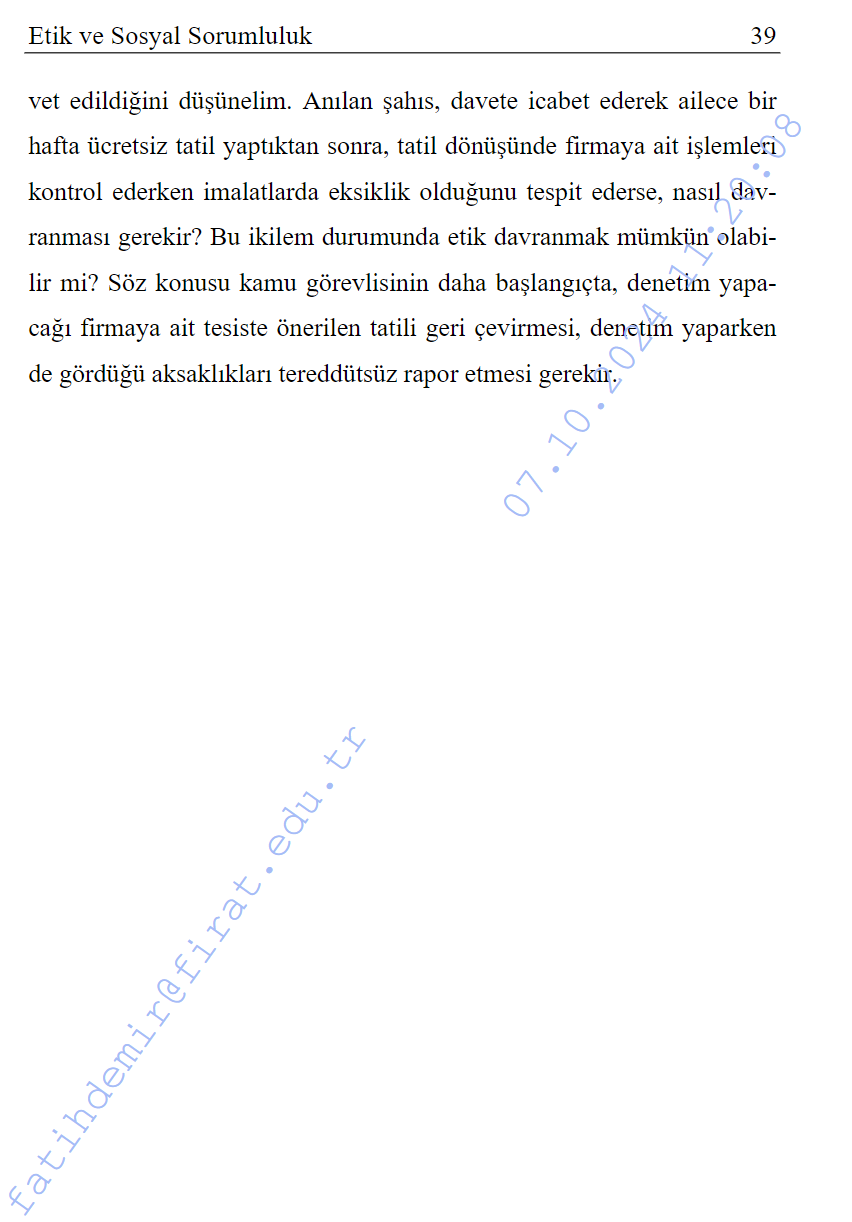 Etik ve Sosyal Sorumluluk 39
vet edildiğini düşünelim. Anılan şahıs, davete icabet ederek ailece bir
hafta ücretsiz tatil yaptıktan sonra, tatil dönüşünde firmaya ait işlemleri
kontrol ederken imalatlarda eksiklik olduğunu tespit ederse, nasıl dav-
ranması gerekir? Bu ikilem durumunda etik davranmak mümkün olabi-
lir mi? Söz konusu kamu görevlisinin daha başlangıçta, denetim yapa-
cağı firmaya ait tesiste önerilen tatili geri çevirmesi, denetim yaparken
de gördüğü aksaklıkları tereddütsüz rapor etmesi gerekir.
07.10.2024 11:20:08
fatihdemir@firat.edu.tr